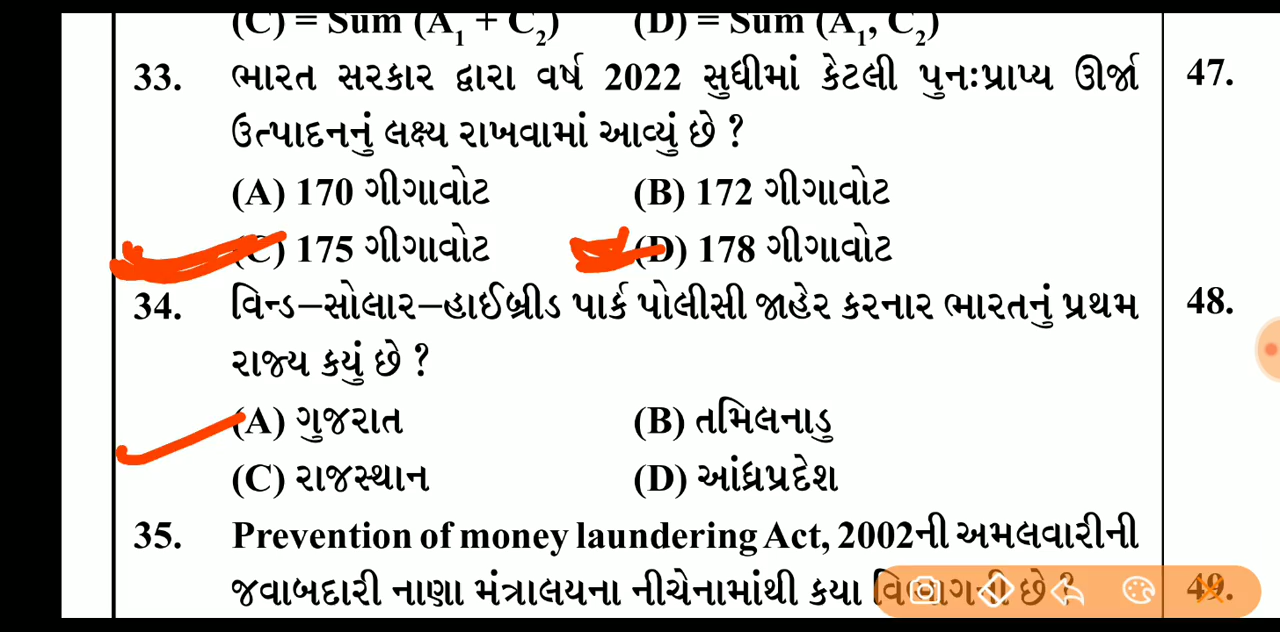 (C) = Sum (A₁ + C₂) (D) = Sum (A₁, C₂)
33. ભારત સરકાર દ્વારા વર્ષ 2022 સુધીમાં કેટલી પુનઃપ્રાપ્ય ઊર્જા
ઉત્પાદનનું લક્ષ્ય રાખવામાં આવ્યું છે ?
(A) 170 ગીગાવોટ (B) 172 ગીગાવોટ
(C) 175 ગીગાવોટ (D) 178 ગીગાવોટ
34. વિન્ડ–સોલાર–હાઈબ્રીડ પાર્ક પોલીસી જાહેર કરનાર ભારતનું પ્રથમ
રાજ્ય કયું છે ?
(A) ગુજરાત (B) તમિલનાડુ
(C) રાજસ્થાન (D) આંધ્રપ્રદેશ
35. Prevention of money laundering Act, 2002ની અમલવારીની
જવાબદારી નાણા મંત્રાલયના નીચેનામાંથી કયા વિભાગની છે ?
47.
48.
49.